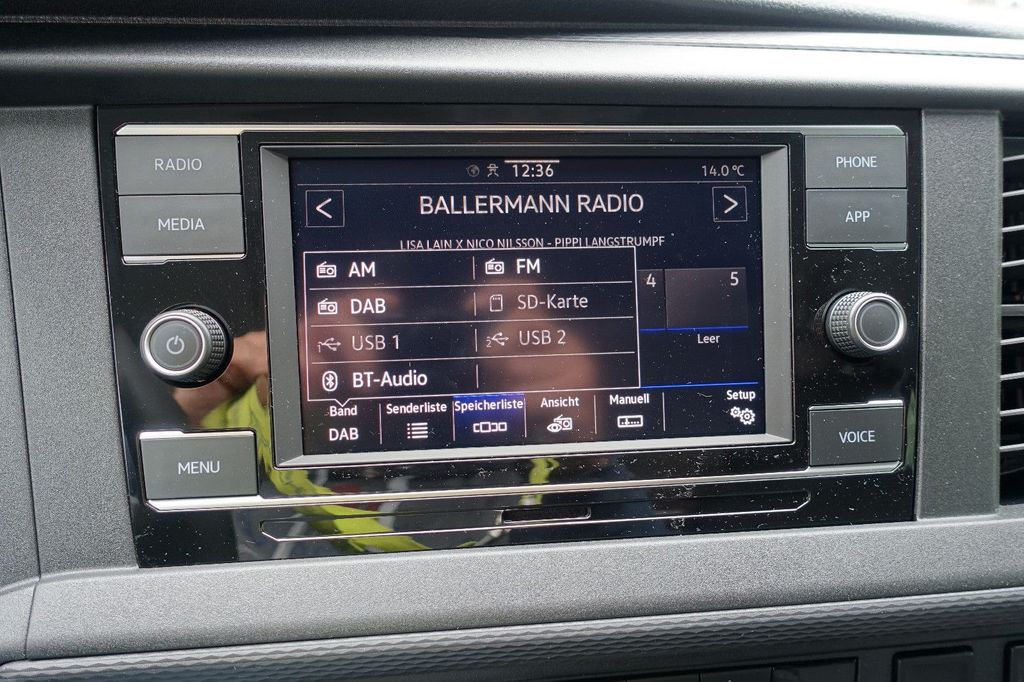 RADIO
MEDIA
MENU
12:36
14.0 °C
<
BALLERMANN RADIO
>
LISA LAIN X NICO NILSSON - PIPPI LANGSTRUMPF
AM
FM
DAB
SD-Karte
1 USB 1
2 USB 2
BT-Audio
4
5
Leer
Band
DAB
Senderliste
Speicherliste
Ansicht
Manuell
Setup
PHONE
APP
VOICE